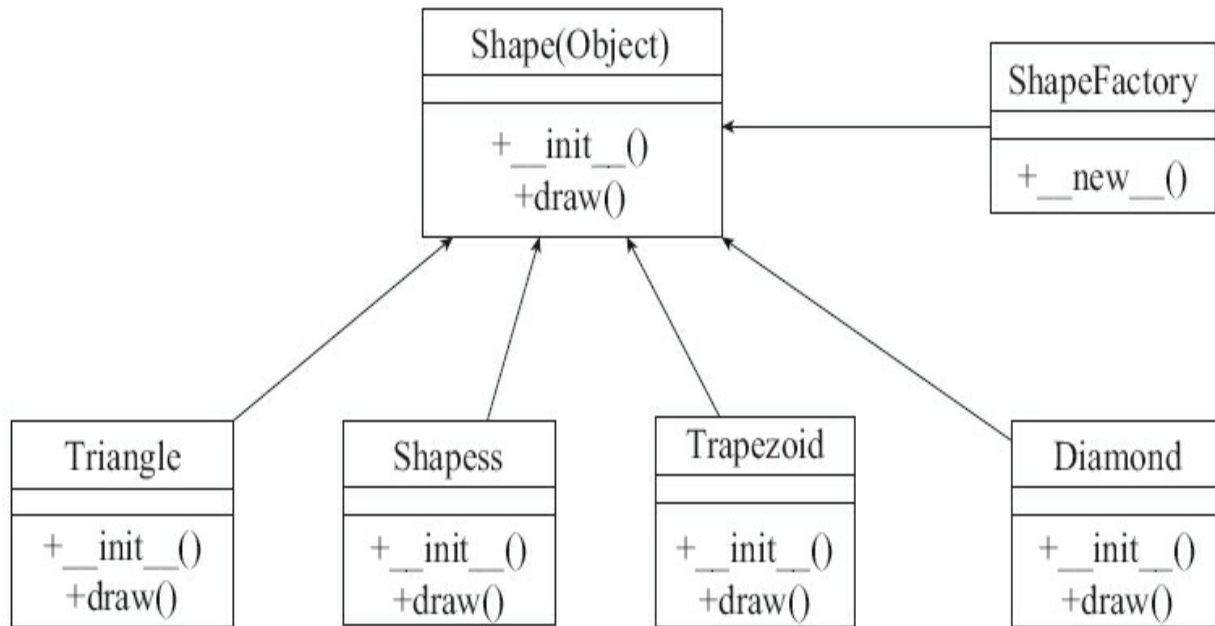 Shape(Object)
+__init__()
+draw()
ShapeFactory
+__new__()
Triangle
+__init__()
+draw()
Shapess
+__init__()
+draw()
Trapezoid
+__init__()
+draw()
Diamond
+__init__()
+draw()